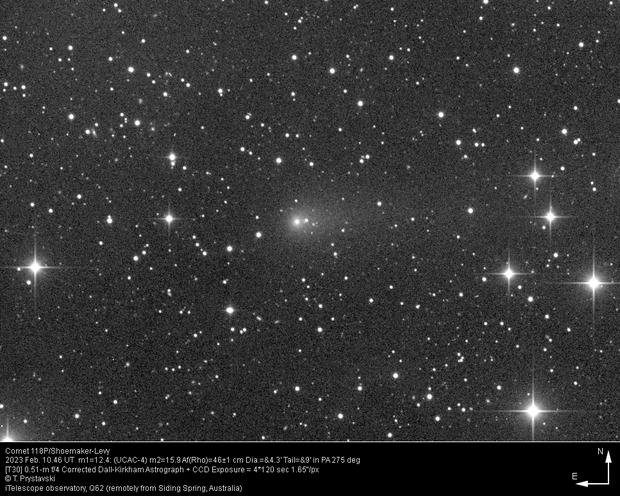 Comet 118P/Shoemaker-Levy
2023 Feb. 10.46 UT m1=12.4: (UCAC-4) m2=15.9 Af(Rho)=46±1 cm Dia.=&4.3' Tail=&9' in PA 275 deg
[T30] 0.51-m f/4 Corrected Dall-Kirkham Astrograph + CCD Exposure = 4*120 sec 1.65"/px
© T. Prystavski
iTelescope observatory, Q62 (remotely from Siding Spring, Australia)
N
E